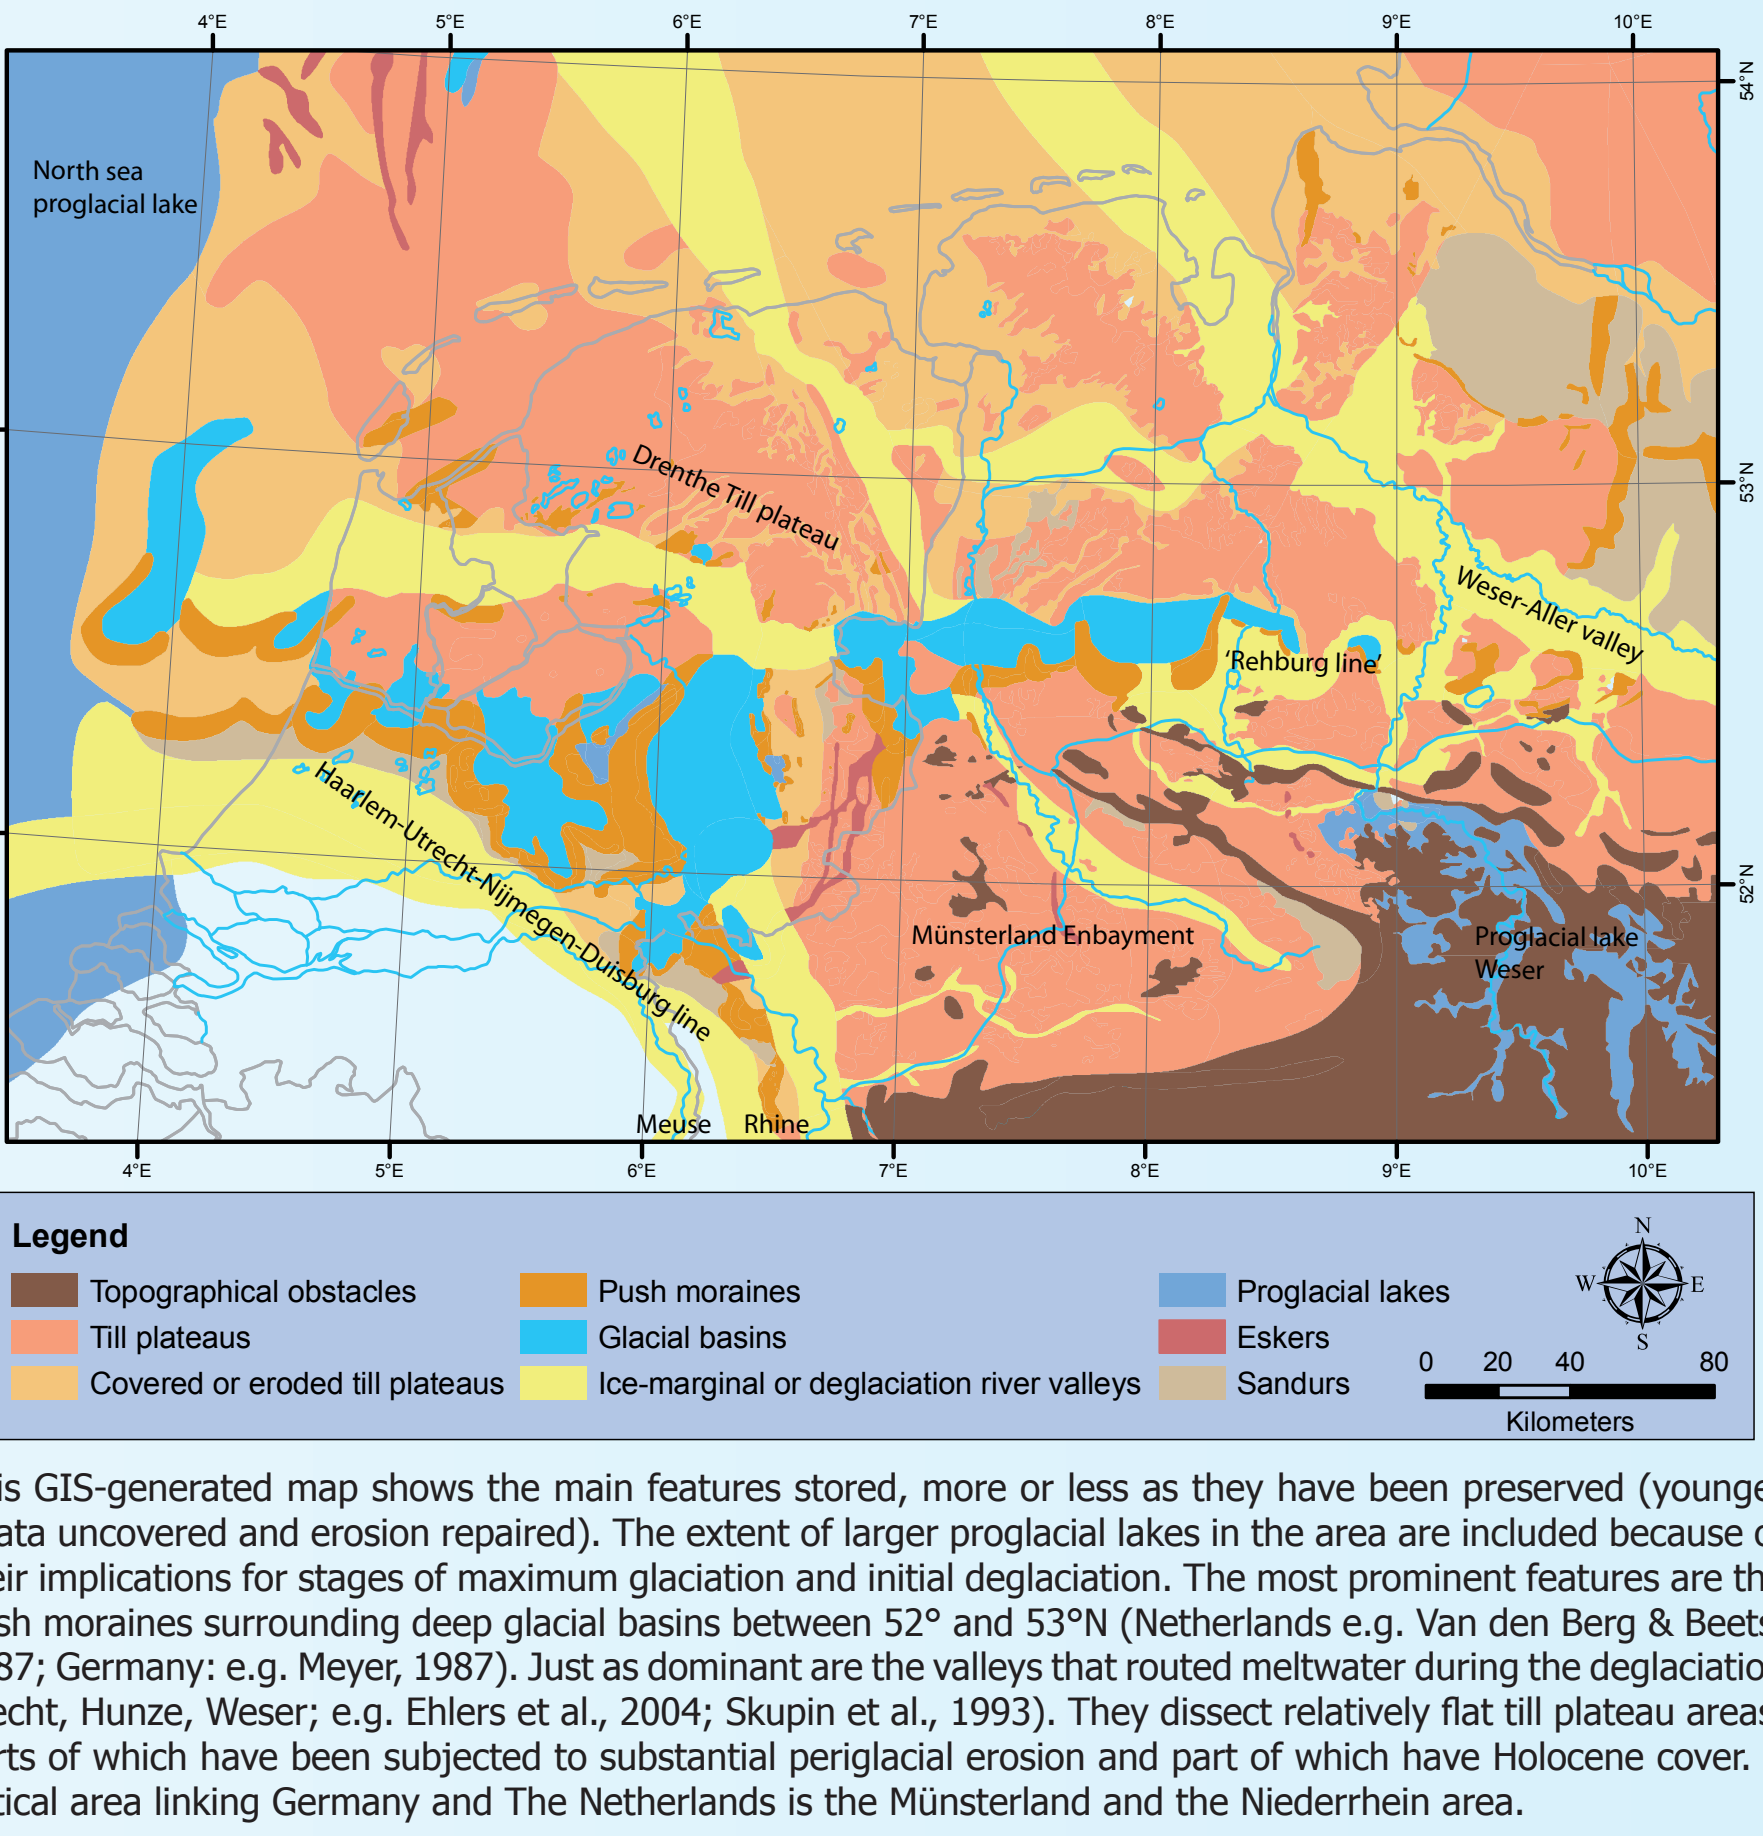 4°E 5°E 6°E 7°E 8°E 9°E 10°E
54°N
North sea
proglacial lake
Drenthe Till plateau
53°N
Weser-Aller valley
'Rehburg line'
Haarlem-Utrecht-Nijmegen-Duisburg line
52°N
Münsterland Enbayment
Proglacial lake
Weser
Meuse Rhine
4°E 5°E 6°E 7°E 8°E 9°E 10°E
Legend
Topographical obstacles
Till plateaus
Covered or eroded till plateaus
Push moraines
Glacial basins
Ice-marginal or deglaciation river valleys
Proglacial lakes
Eskers
Sandurs
N
W E
S
0 20 40 80
Kilometers
is GIS-generated map shows the main features stored, more or less as they have been preserved (younge
ata uncovered and erosion repaired). The extent of larger proglacial lakes in the area are included because o
eir implications for stages of maximum glaciation and initial deglaciation. The most prominent features are th
sh moraines surrounding deep glacial basins between 52° and 53°N (Netherlands e.g. Van den Berg & Beets
87; Germany: e.g. Meyer, 1987). Just as dominant are the valleys that routed meltwater during the deglaciatio
echt, Hunze, Weser; e.g. Ehlers et al., 2004; Skupin et al., 1993). They dissect relatively flat till plateau areas
rts of which have been subjected to substantial periglacial erosion and part of which have Holocene cover.
tical area linking Germany and The Netherlands is the Münsterland and the Niederrhein area.